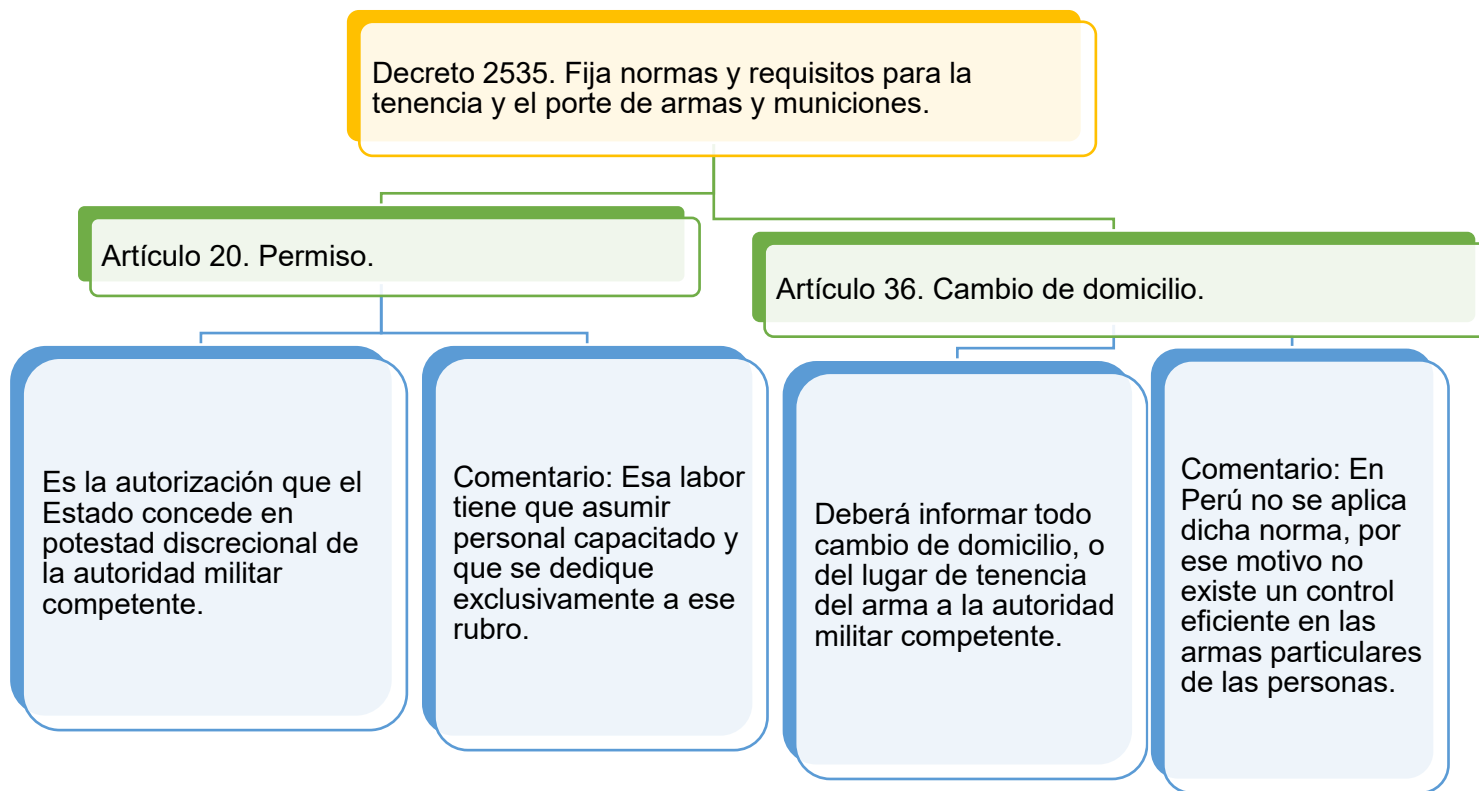 Decreto 2535. Fija normas y requisitos para la
tenencia y el porte de armas y municiones.
Artículo 20. Permiso.
Artículo 36. Cambio de domicilio.
Es la autorización que el
Estado concede en
potestad discrecional de
la autoridad militar
competente.
Comentario: Esa labor
tiene que asumir
personal capacitado y
que se dedique
exclusivamente a ese
rubro.
Deberá informar todo
cambio de domicilio, o
del lugar de tenencia
del arma a la autoridad
militar competente.
Comentario: En
Perú no se aplica
dicha norma, por
ese motivo no
existe un control
eficiente en las
armas particulares
de las personas.